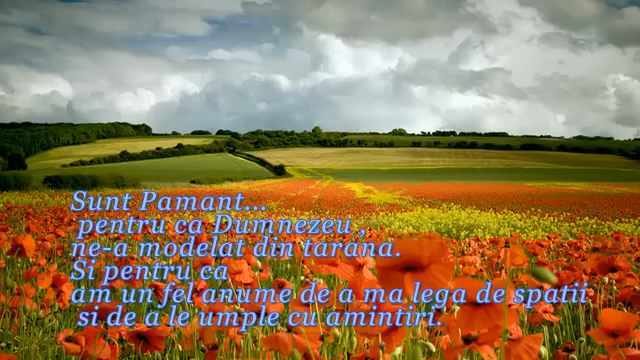 Sunt Pamant...
pentru ca Dumnezeu ,
ne-a modelat din tarana.
Si pentru ca
am un fel anume de a ma lega de spatii
si de a le umple cu amintiri.